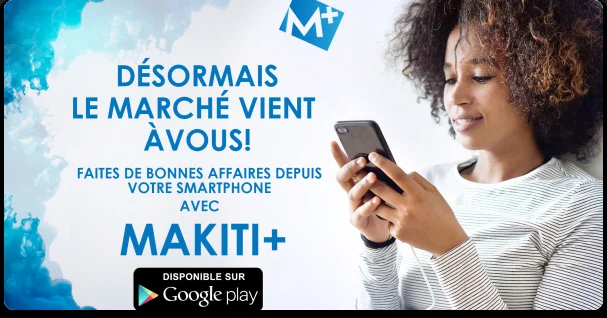 M+
DÉSORMAIS
LE MARCHÉ VIENT
ÀVOUS!
FAITES DE BONNES AFFAIRES DEPUIS
VOTRE SMARTPHONE
AVEC
MAKITI+
DISPONIBLE SUR
Google play